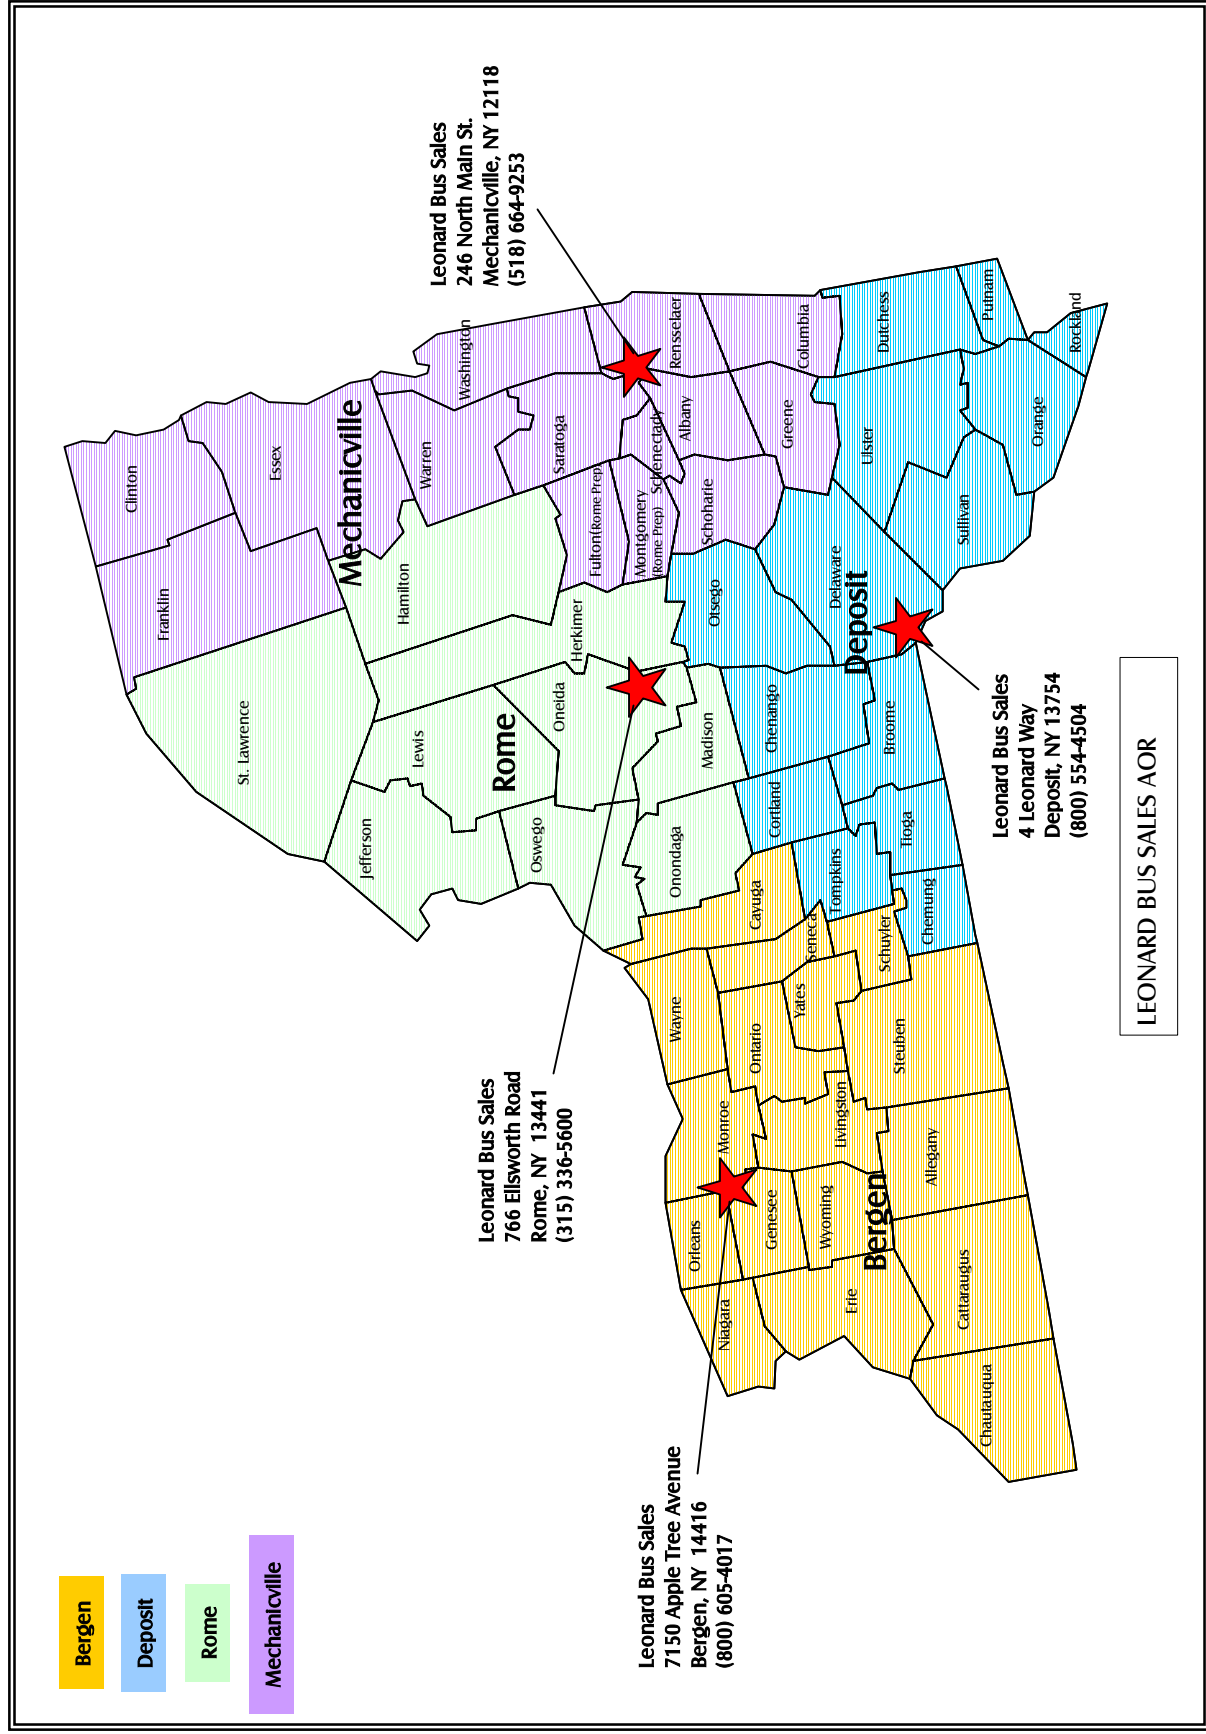 Bergen
Deposit
Rome
Mechanicville
Leonard Bus Sales
246 North Main St.
Mechanicville, NY 12118
(518) 664-9253
Leonard Bus Sales
766 Ellsworth Road
Rome, NY  13441
(315) 336-5600
Leonard Bus Sales
7150 Apple Tree Avenue
Bergen, NY  14416
(800) 605-4017
Leonard Bus Sales
4 Leonard Way
Deposit, NY 13754
(800) 554-4504
Clinton
Franklin
Essex
Mechanicville
St. Lawrence
Hamilton
Warren
Washington
Jefferson
Lewis
Rome
Herkimer
Oneida
Oswego
Saratoga
Fulton(Rome Prep)
Montgomery
(Rome Prep)
Schenectady
Rensselaer
Albany
Schoharie
Madison
Onondaga
Otsego
Greene
Columbia
Cayuga
Cortland
Chenango
Wayne
Monroe
Orleans
Niagara
Ontario
Genesee
Seneca
Yates
Tompkins
Delaware
Deposit
Ulster
Dutchess
Livingston
Wyoming
Erie
Bergen
Schuyler
Broome
Tioga
Chemung
Steuben
Allegany
Cattaraugus
Chautauqua
Sullivan
Orange
Putnam
Rockland
LEONARD BUS SALES AOR